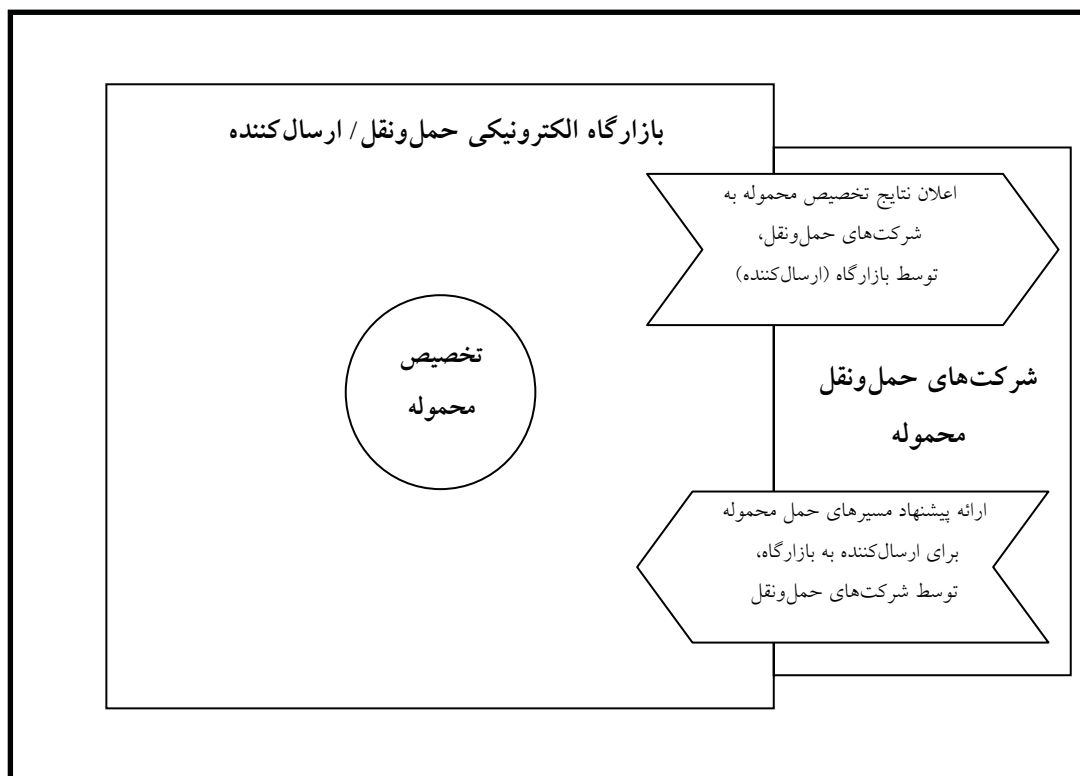 بازارگاه الکترونیکی حمل‌ونقل/ ارسال‌کننده
اعلان نتایج تخصیص محموله به
شرکت‌های حمل‌ونقل،
توسط بازارگاه (ارسال‌کننده)
تخصیص
محموله
شرکت‌های حمل‌ونقل
محموله
ارائه پیشنهاد مسیرهای حمل محموله
برای ارسال‌کننده به بازارگاه،
توسط شرکت‌های حمل‌ونقل